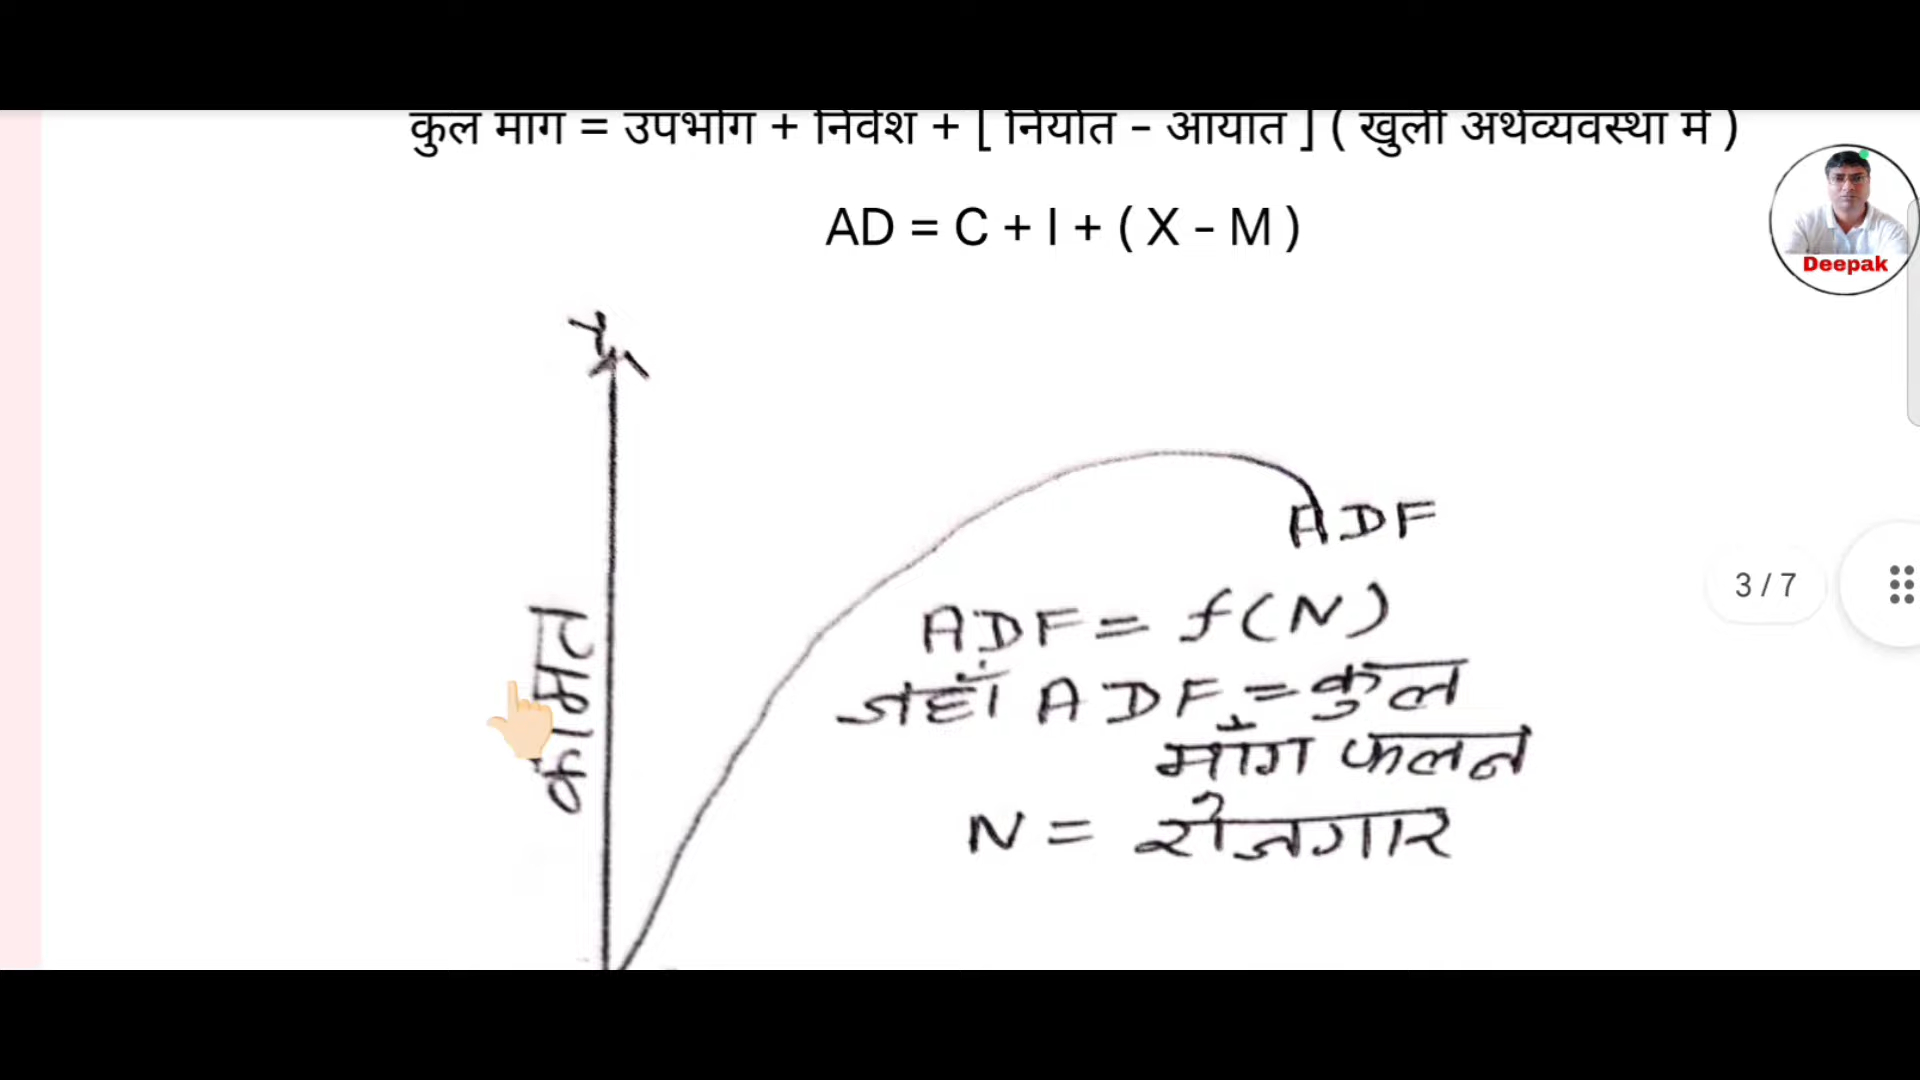 कुल मांग = उपभोग + निवेश + [ निर्यात – आयात ] ( खुली अर्थव्यवस्था में )
AD = C + I + ( X – M )
Deepak
Y
ADF
3 / 7
कीमत
ADF = f(N)
जहाँ ADF = कुल
माँग फलन
N = रोजगार